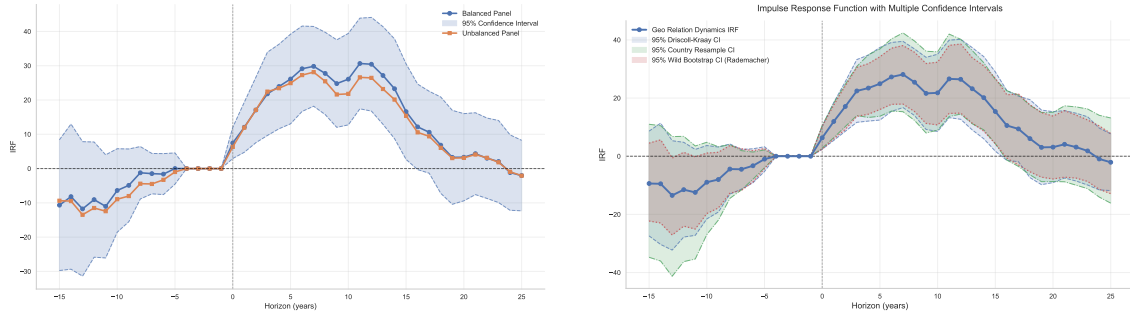 Balanced Panel
95% Confidence Interval
Unbalanced Panel
40
30
20
10
0
−10
−20
−30
IRF
−15
−10
−5
0
5
10
15
20
25
Horizon (years)
Impulse Response Function with Multiple Confidence Intervals
Geo Relation Dynamics IRF
95% Driscoll-Kraay CI
95% Country Resample CI
95% Wild Bootstrap CI (Rademacher)
40
20
0
−20
−40
IRF
−15
−10
−5
0
5
10
15
20
25
Horizon (years)